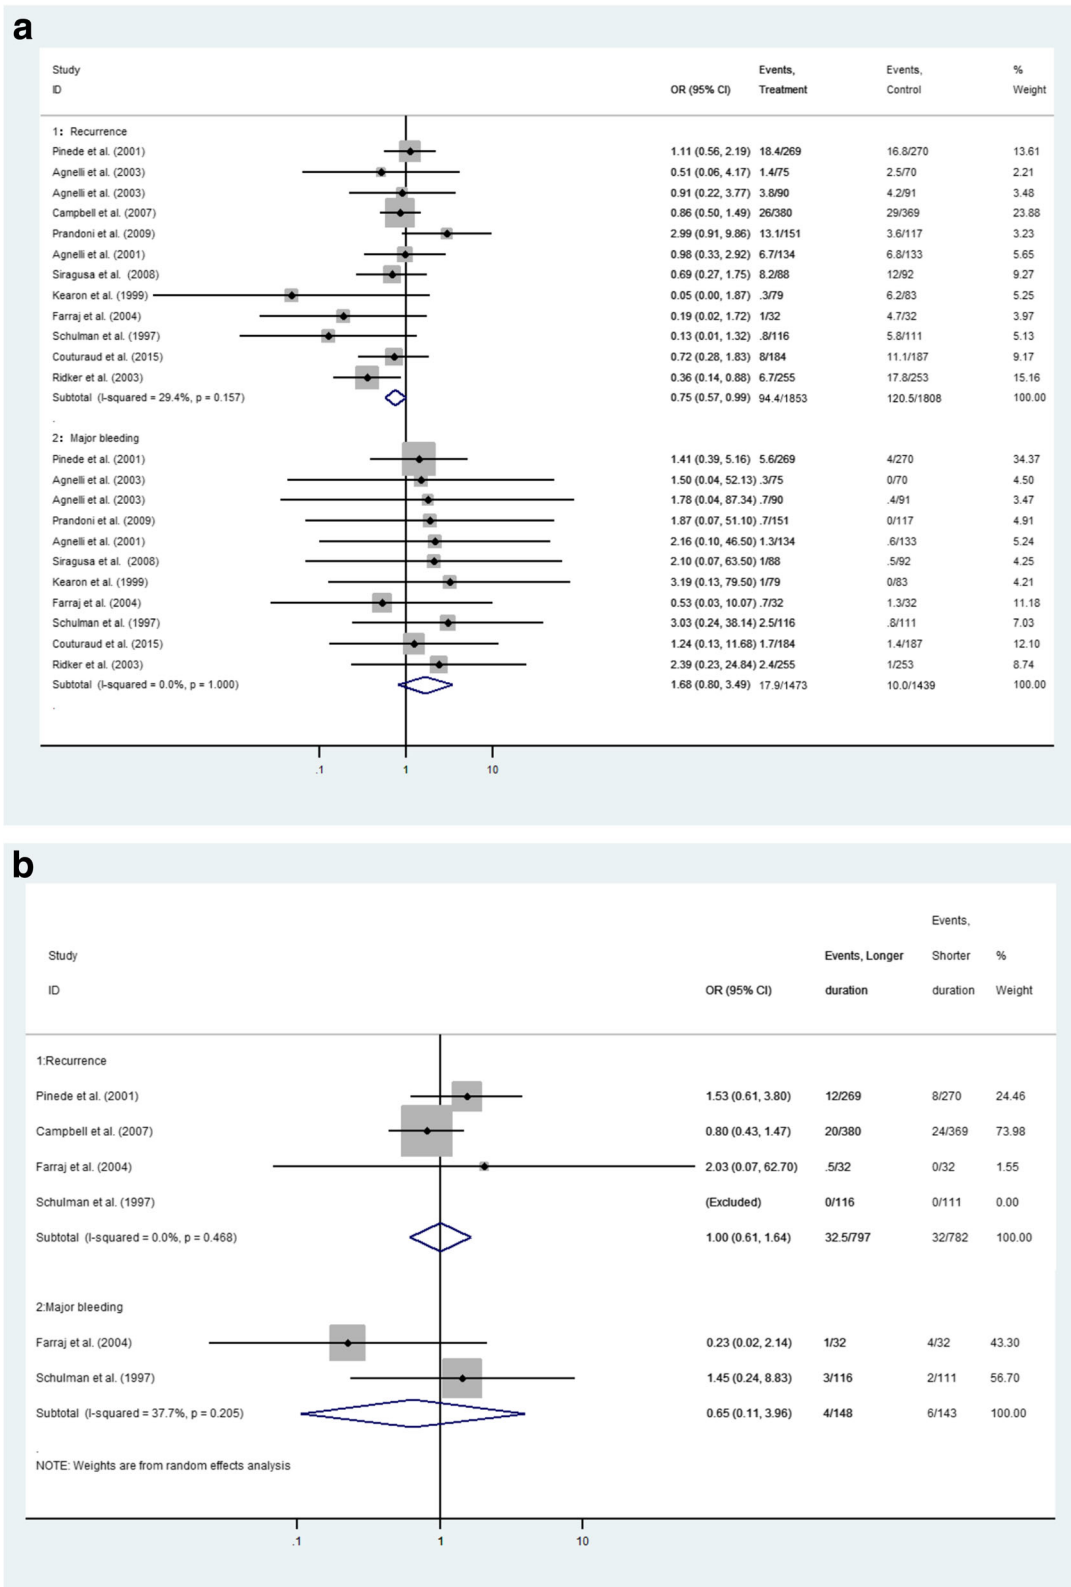 a
Study Events, Events, %
ID OR (95% CI) Treatment Control Weight
1: Recurrence
Pinede et al. (2001) 1.11 (0.56, 2.19) 18.4/269 16.8/270 13.61
Agnelli et al. (2003) 0.51 (0.06, 4.17) 1.4/75 2.5/70 2.21
Agnelli et al. (2003) 0.91 (0.22, 3.77) 3.8/90 4.2/91 3.48
Campbell et al. (2007) 0.86 (0.50, 1.49) 26/380 29/369 23.88
Prandoni et al. (2009) 2.99 (0.91, 9.86) 13.1/151 3.6/117 3.23
Agnelli et al. (2001) 0.98 (0.33, 2.92) 6.7/134 6.8/133 5.65
Siragusa et al. (2008) 0.69 (0.27, 1.75) 8.2/88 12/92 9.27
Kearon et al. (1999) 0.05 (0.00, 1.87) .3/79 6.2/83 5.25
Farraj et al. (2004) 0.19 (0.02, 1.72) 1/32 4.7/32 3.97
Schulman et al. (1997) 0.13 (0.01, 1.32) .8/116 5.8/111 5.13
Couturaud et al. (2015) 0.72 (0.28, 1.83) 8/184 11.1/187 9.17
Ridker et al. (2003) 0.36 (0.14, 0.88) 6.7/255 17.8/253 15.16
Subtotal (I-squared = 29.4%, p = 0.157) 0.75 (0.57, 0.99) 94.4/1853 120.5/1808 100.00
.
2: Major bleeding
Pinede et al. (2001) 1.41 (0.39, 5.16) 5.6/269 4/270 34.37
Agnelli et al. (2003) 1.50 (0.04, 52.13) .3/75 0/70 4.50
Agnelli et al. (2003) 1.78 (0.04, 87.34) .7/90 .4/91 3.47
Prandoni et al. (2009) 1.87 (0.07, 51.10) .7/151 0/117 4.91
Agnelli et al. (2001) 2.16 (0.10, 46.50) 1.3/134 .6/133 5.24
Siragusa et al. (2008) 2.10 (0.07, 63.50) 1/88 .5/92 4.25
Kearon et al. (1999) 3.19 (0.13, 79.50) 1/79 0/83 4.21
Farraj et al. (2004) 0.53 (0.03, 10.07) .7/32 1.3/32 11.18
Schulman et al. (1997) 3.03 (0.24, 38.14) 2.5/116 .8/111 7.03
Couturaud et al. (2015) 1.24 (0.13, 11.68) 1.7/184 1.4/187 12.10
Ridker et al. (2003) 2.39 (0.23, 24.84) 2.4/255 1/253 8.74
Subtotal (I-squared = 0.0%, p = 1.000) 1.68 (0.80, 3.49) 17.9/1473 10.0/1439 100.00
.
.1 1 10
b
Events,
Study Events, Longer Shorter %
ID OR (95% CI) duration duration Weight
1:Recurrence
Pinede et al. (2001) 1.53 (0.61, 3.80) 12/269 8/270 24.46
Campbell et al. (2007) 0.80 (0.43, 1.47) 20/380 24/369 73.98
Farraj et al. (2004) 2.03 (0.07, 62.70) .5/32 0/32 1.55
Schulman et al. (1997) (Excluded) 0/116 0/111 0.00
Subtotal (I-squared = 0.0%, p = 0.468) 1.00 (0.61, 1.64) 32.5/797 32/782 100.00
2:Major bleeding
Farraj et al. (2004) 0.23 (0.02, 2.14) 1/32 4/32 43.30
Schulman et al. (1997) 1.45 (0.24, 8.83) 3/116 2/111 56.70
Subtotal (I-squared = 37.7%, p = 0.205) 0.65 (0.11, 3.96) 4/148 6/143 100.00
.
NOTE: Weights are from random effects analysis
.1 1 10